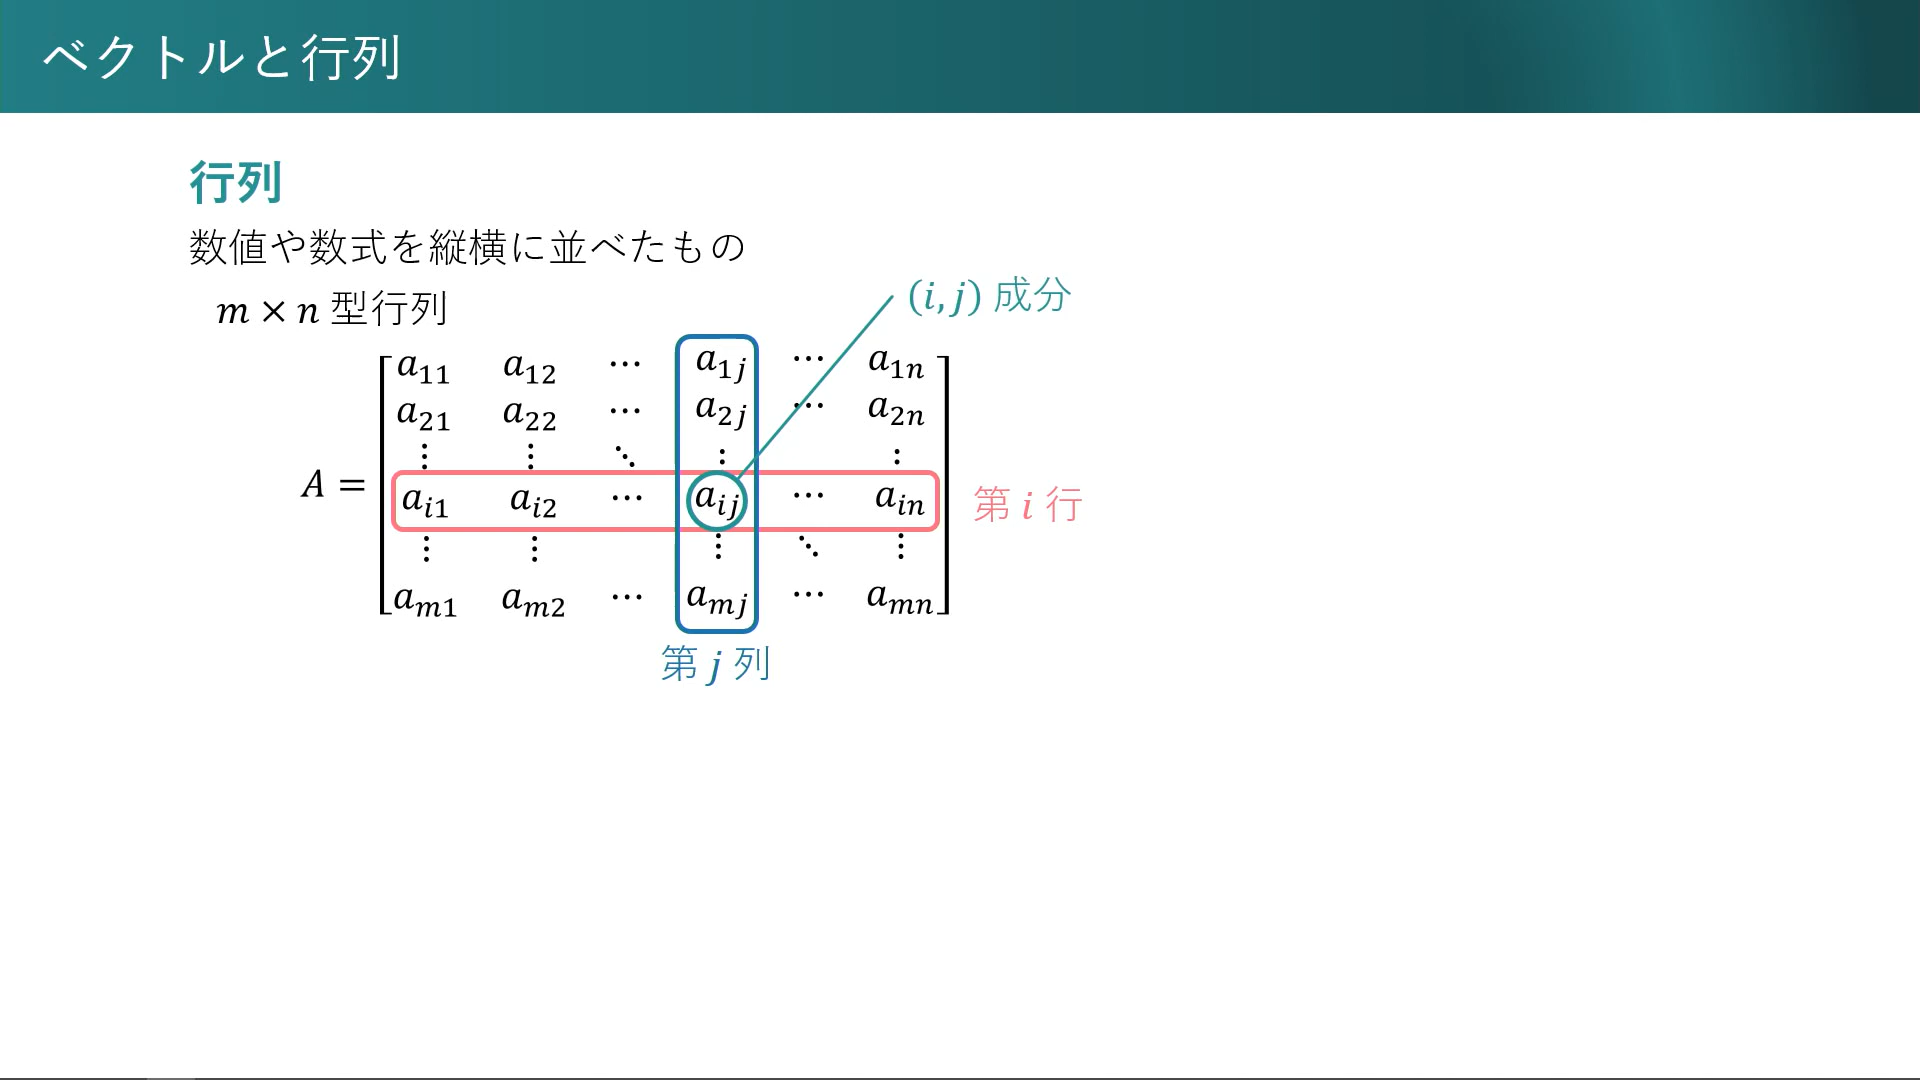 ベクトルと行列
行列
数値や数式を縦横に並べたもの
m × n 型行列
(i, j) 成分
a₁₁ a₁₂ ⋯ a₁ⱼ ⋯ a₁ₙ
a₂₁ a₂₂ ⋯ a₂ⱼ ⋯ a₂ₙ
⋮ ⋮ ⋱ ⋮ ⋮
A = aᵢ₁ aᵢ₂ ⋯ aᵢⱼ ⋯ aᵢₙ 第 i 行
⋮ ⋮ ⋮ ⋱ ⋮
aₘ₁ aₘ₂ ⋯ aₘⱼ ⋯ aₘₙ
第 j 列